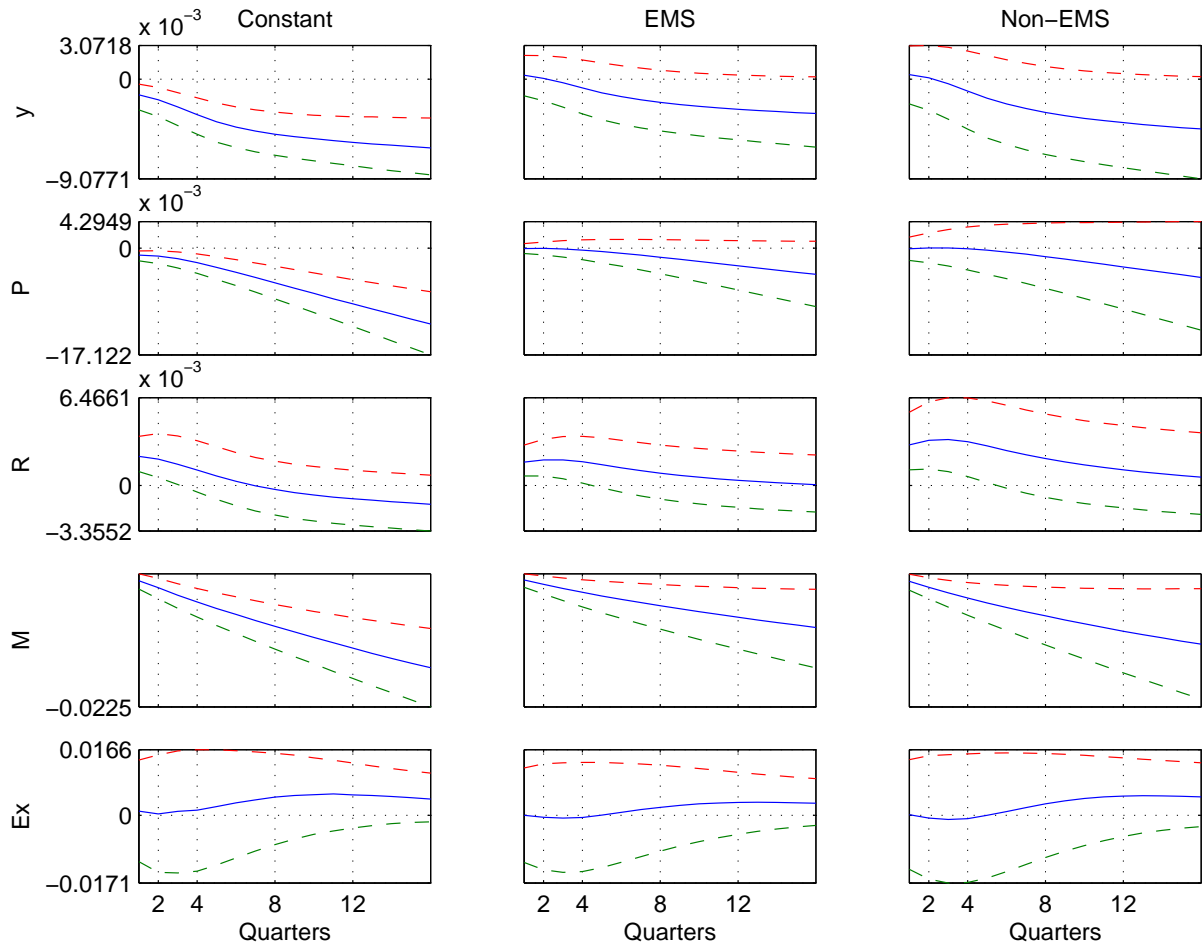 Constant
EMS
Non−EMS
x 10−3
3.0718
0
−9.0771
y
x 10−3
4.2949
0
−17.122
P
x 10−3
6.4661
0
−3.3552
R
−0.0225
M
0.0166
0
−0.0171
Ex
2 4 8 12
2 4 8 12
2 4 8 12
Quarters
Quarters
Quarters